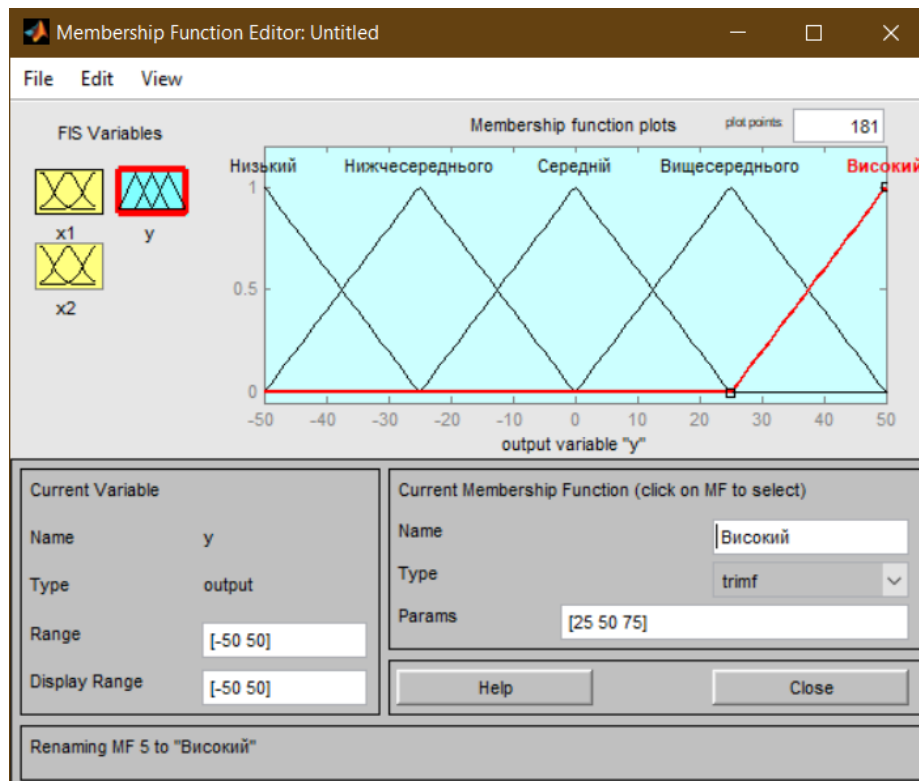 Membership Function Editor: Untitled
File Edit View
FIS Variables
Membership function plots
plot points:
181
x1
y
x2
Низький Нижчесереднього Середній Вищесереднього Високий
1
0.5
0
-50 -40 -30 -20 -10 0 10 20 30 40 50
output variable "y"
Current Variable
Name y
Type output
Range [-50 50]
Display Range [-50 50]
Current Membership Function (click on MF to select)
Name Високий
Type trimf
Params [25 50 75]
Help Close
Renaming MF 5 to "Високий"